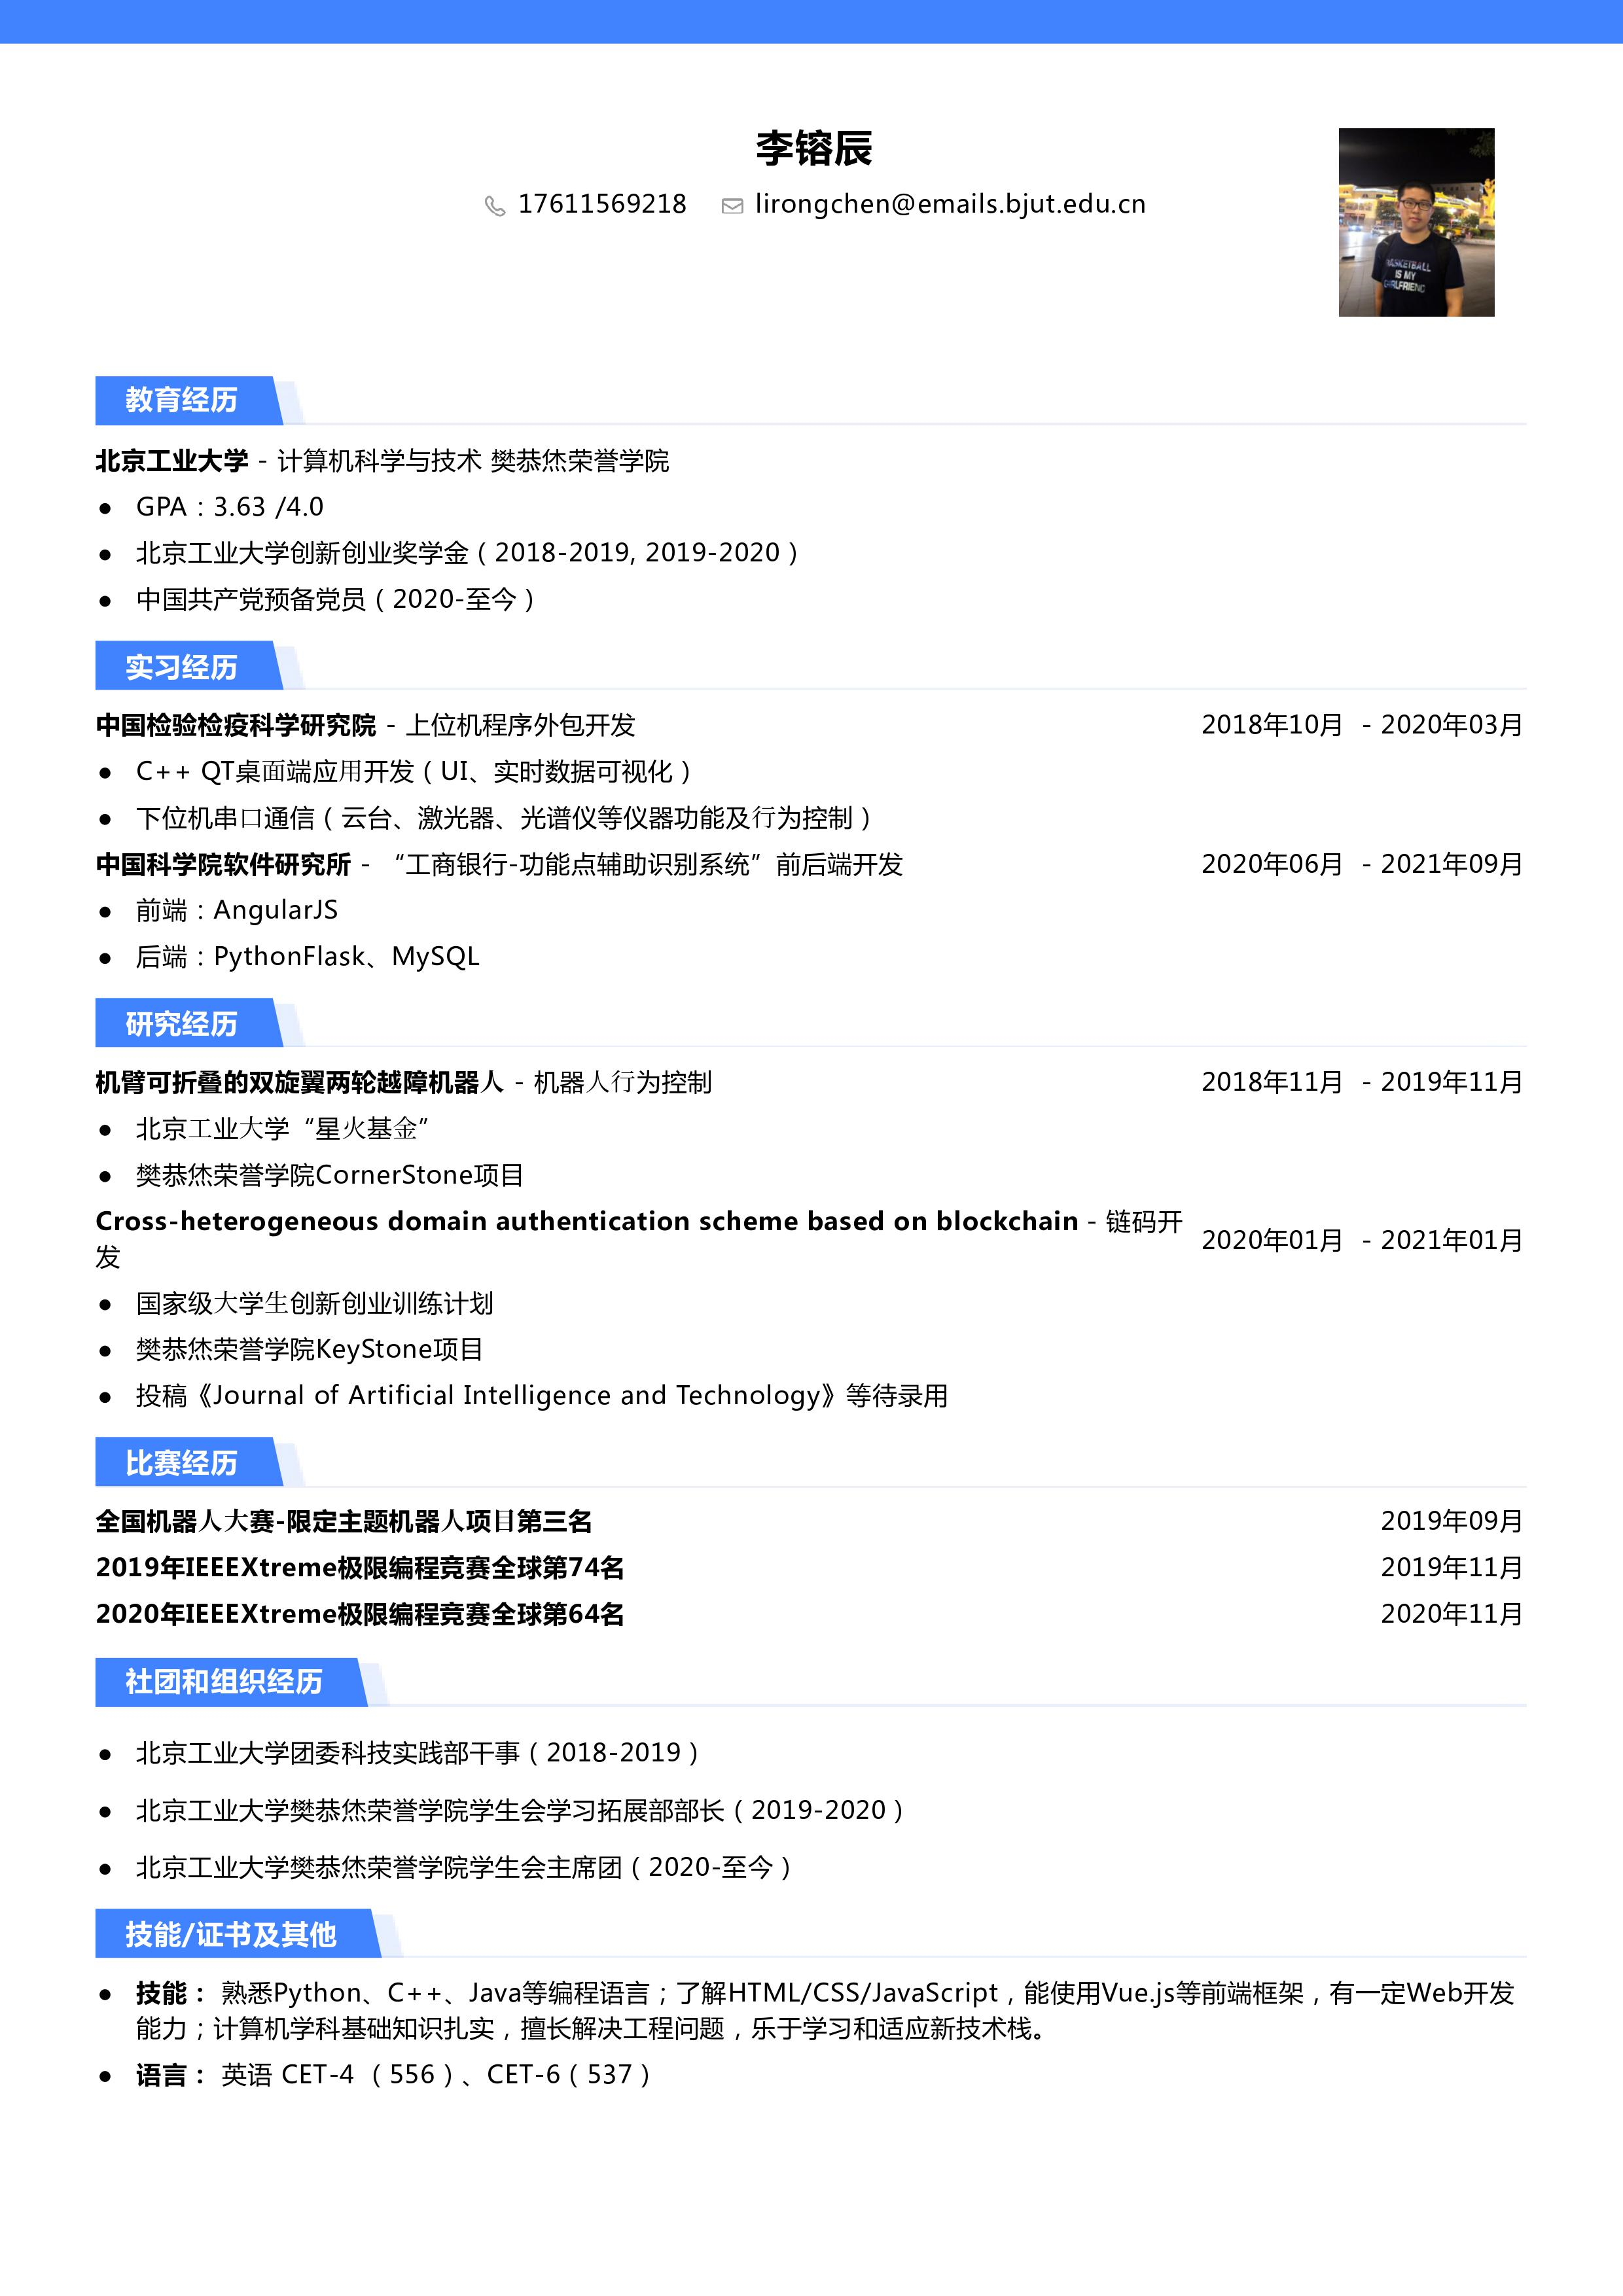 李镕辰
17611569218 lirongchen@emails.bjut.edu.cn
BASKETBALL
IS MY
GIRLFRIEND
教育经历
北京工业大学 - 计算机科学与技术 樊恭烋荣誉学院
● GPA：3.63 /4.0
● 北京工业大学创新创业奖学金（2018-2019, 2019-2020）
● 中国共产党预备党员（2020-至今）
实习经历
中国检验检疫科学研究院 - 上位机程序外包开发 2018年10月 - 2020年03月
● C++ QT桌面端应用开发（UI、实时数据可视化）
● 下位机串口通信（云台、激光器、光谱仪等仪器功能及行为控制）
中国科学院软件研究所 - “工商银行-功能点辅助识别系统”前后端开发 2020年06月 - 2021年09月
● 前端：AngularJS
● 后端：PythonFlask、MySQL
研究经历
机臂可折叠的双旋翼两轮越障机器人 - 机器人行为控制 2018年11月 - 2019年11月
● 北京工业大学“星火基金”
● 樊恭烋荣誉学院CornerStone项目
Cross-heterogeneous domain authentication scheme based on blockchain - 链码开 2020年01月 - 2021年01月
发
● 国家级大学生创新创业训练计划
● 樊恭烋荣誉学院KeyStone项目
● 投稿《Journal of Artificial Intelligence and Technology》等待录用
比赛经历
全国机器人大赛-限定主题机器人项目第三名 2019年09月
2019年IEEEXtreme极限编程竞赛全球第74名 2019年11月
2020年IEEEXtreme极限编程竞赛全球第64名 2020年11月
社团和组织经历
● 北京工业大学团委科技实践部干事（2018-2019）
● 北京工业大学樊恭烋荣誉学院学生会学习拓展部部长（2019-2020）
● 北京工业大学樊恭烋荣誉学院学生会主席团（2020-至今）
技能/证书及其他
● 技能： 熟悉Python、C++、Java等编程语言；了解HTML/CSS/JavaScript，能使用Vue.js等前端框架，有一定Web开发
能力；计算机学科基础知识扎实，擅长解决工程问题，乐于学习和适应新技术栈。
● 语言： 英语 CET-4 （556）、CET-6（537）